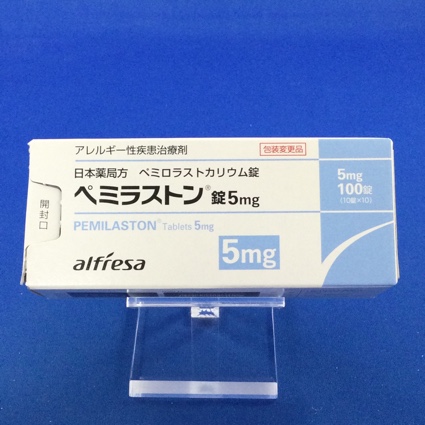 アレルギー性疾患治療剤
包装変更品
日本薬局方 ペミロラストカリウム錠
ペミラストン®錠5mg
PEMILASTON® Tablets 5mg
5mg
100錠
(10錠×10)
開封口
5mg
alfresa